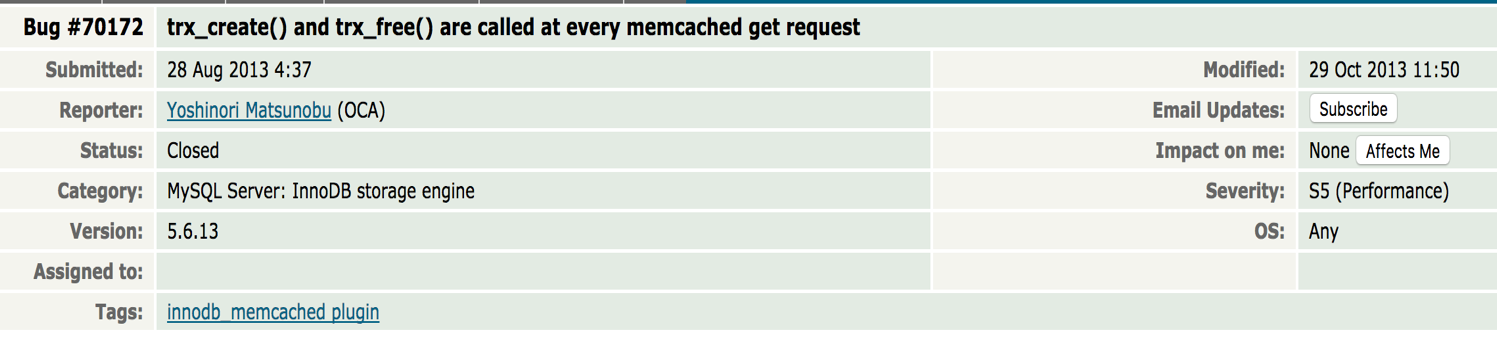 Bug #70172 trx_create() and trx_free() are called at every memcached get request
Submitted: 28 Aug 2013 4:37 Modified: 29 Oct 2013 11:50
Reporter: Yoshinori Matsunobu (OCA) Email Updates: Subscribe
Status: Closed Impact on me: None Affects Me
Category: MySQL Server: InnoDB storage engine Severity: S5 (Performance)
Version: 5.6.13 OS: Any
Assigned to:
Tags: innodb_memcached plugin